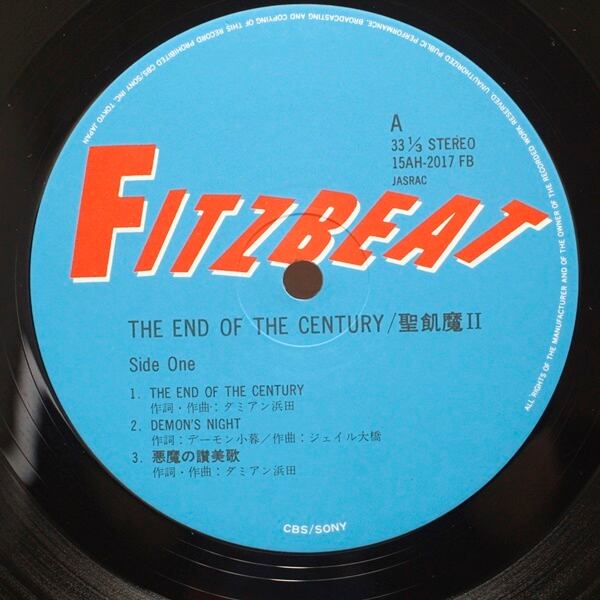 ALL RIGHTS OF THE MANUFACTURER AND OF THE OWNER OF THE RECORDED WORK RESERVED. UNAUTHORIZED PUBLIC PERFORMANCE, BROADCASTING AND COPYING OF THIS RECORD PROHIBITED CBS/SONY INC. TOKYO JAPAN
A
33 1/3 STEREO
15AH-2017 FB
JASRAC
FITZBEAT
THE END OF THE CENTURY/聖飢魔II
Side One
1. THE END OF THE CENTURY
作詞・作曲：ダミアン浜田
2. DEMON'S NIGHT
作詞：デーモン小暮／作曲：ジェイル大橋
3. 悪魔の讃美歌
作詞・作曲：ダミアン浜田
CBS/SONY